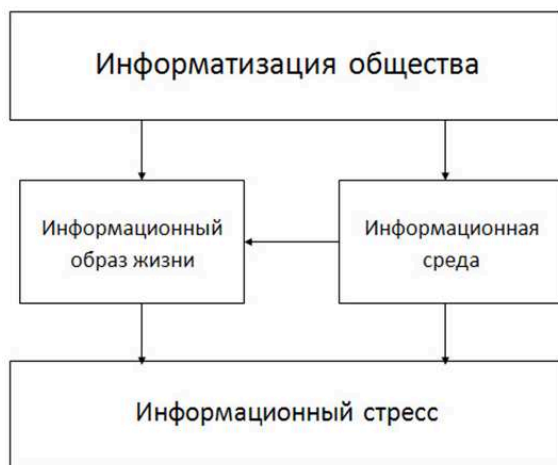 Информатизация общества
Информационный
образ жизни
Информационная
среда
Информационный стресс